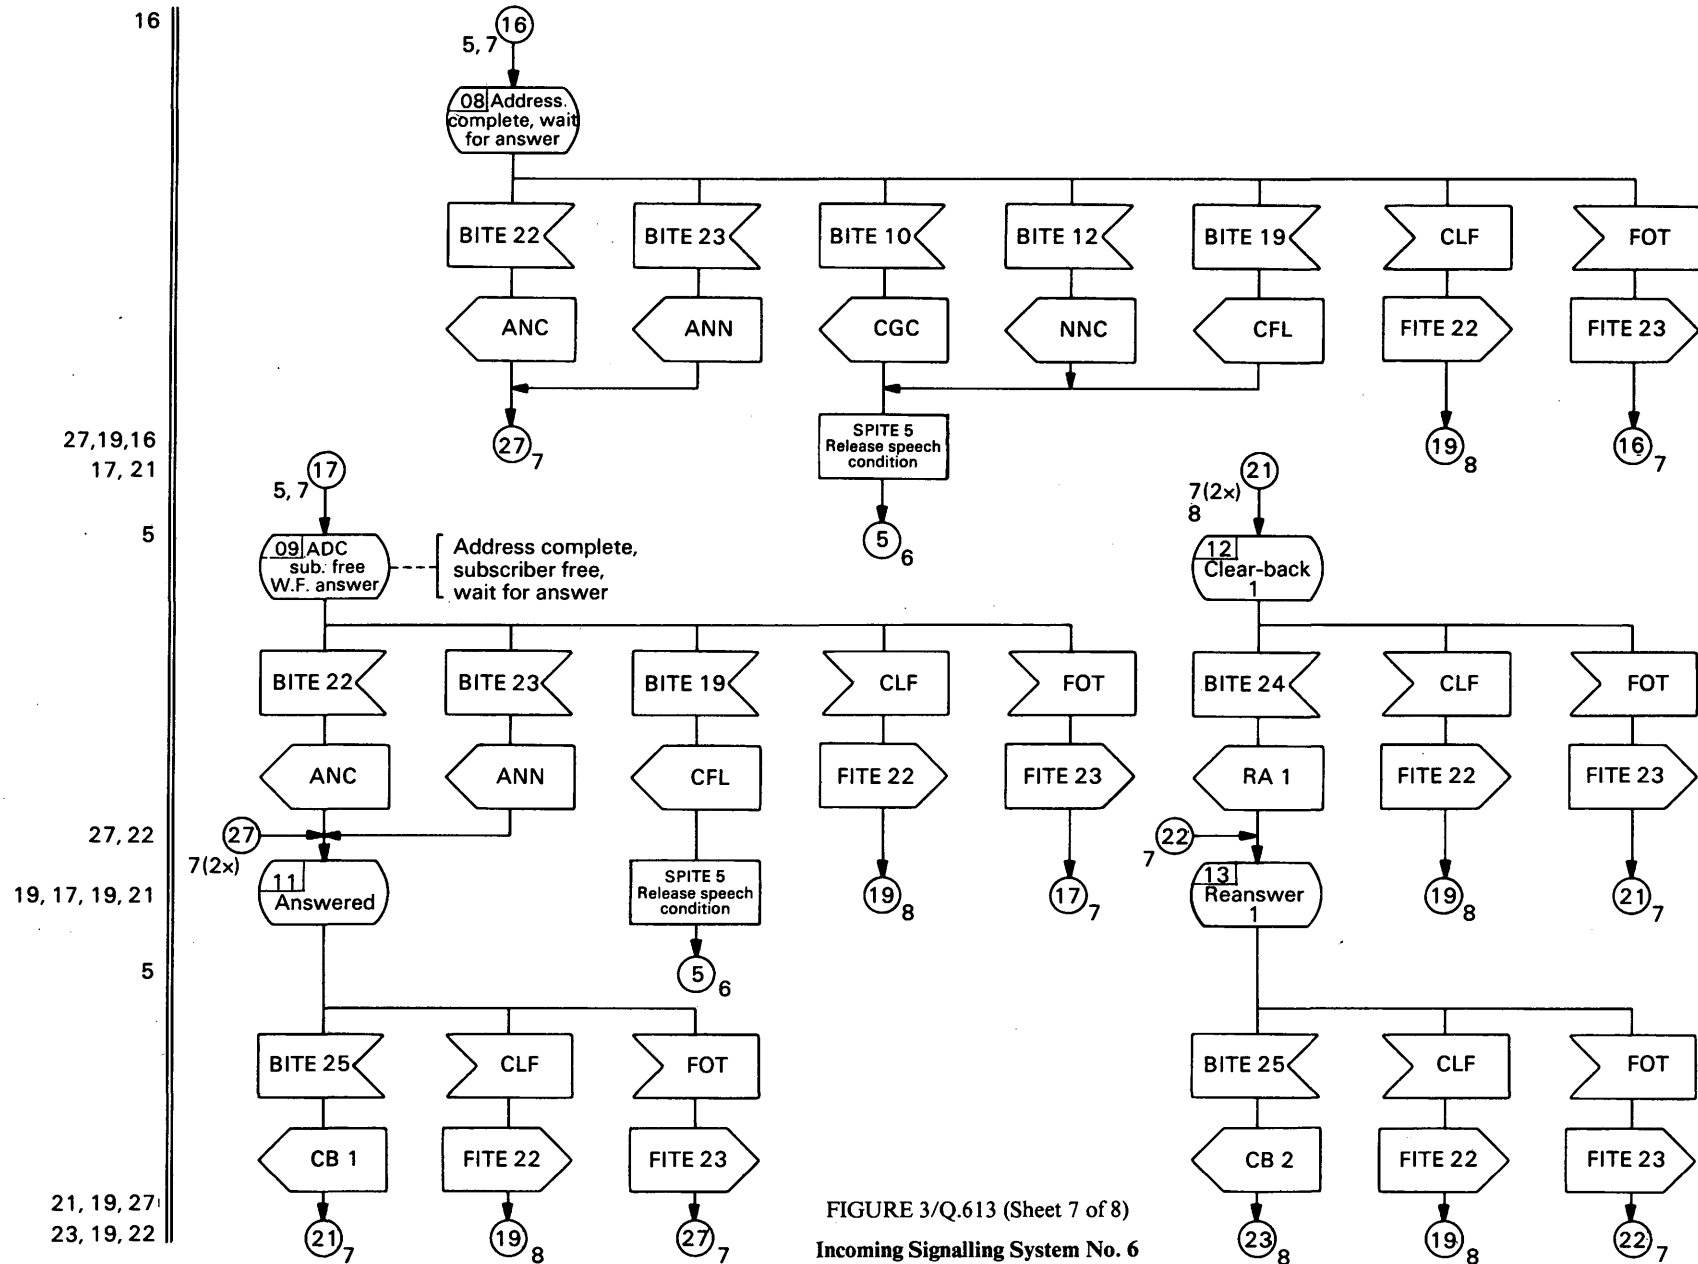 16
16
5, 7
08 Address.
complete, wait
for answer
BITE 22
BITE 23
BITE 10
BITE 12
BITE 19
CLF
FOT
ANC
ANN
CGC
NNC
CFL
FITE 22
FITE 23
SPITE 5
Release speech
condition
27,19,16
27 7
19 8
16 7
17, 21
17
5, 7
21
7(2×)
8
5
5 6
09 ADC
sub. free
W.F. answer
Address complete,
subscriber free,
wait for answer
12
Clear-back
1
BITE 22
BITE 23
BITE 19
CLF
FOT
BITE 24
CLF
FOT
ANC
ANN
CFL
FITE 22
FITE 23
RA 1
FITE 22
FITE 23
27, 22
27
7(2×)
22
7
19, 17, 19, 21
11
Answered
SPITE 5
Release speech
condition
19 8
17 7
13
Reanswer
1
19 8
21 7
5
5 6
BITE 25
CLF
FOT
BITE 25
CLF
FOT
CB 1
FITE 22
FITE 23
CB 2
FITE 22
FITE 23
21, 19, 27
23, 19, 22
21 7
19 8
27 7
23 8
19 8
22 7
FIGURE 3/Q.613 (Sheet 7 of 8)
Incoming Signalling System No. 6